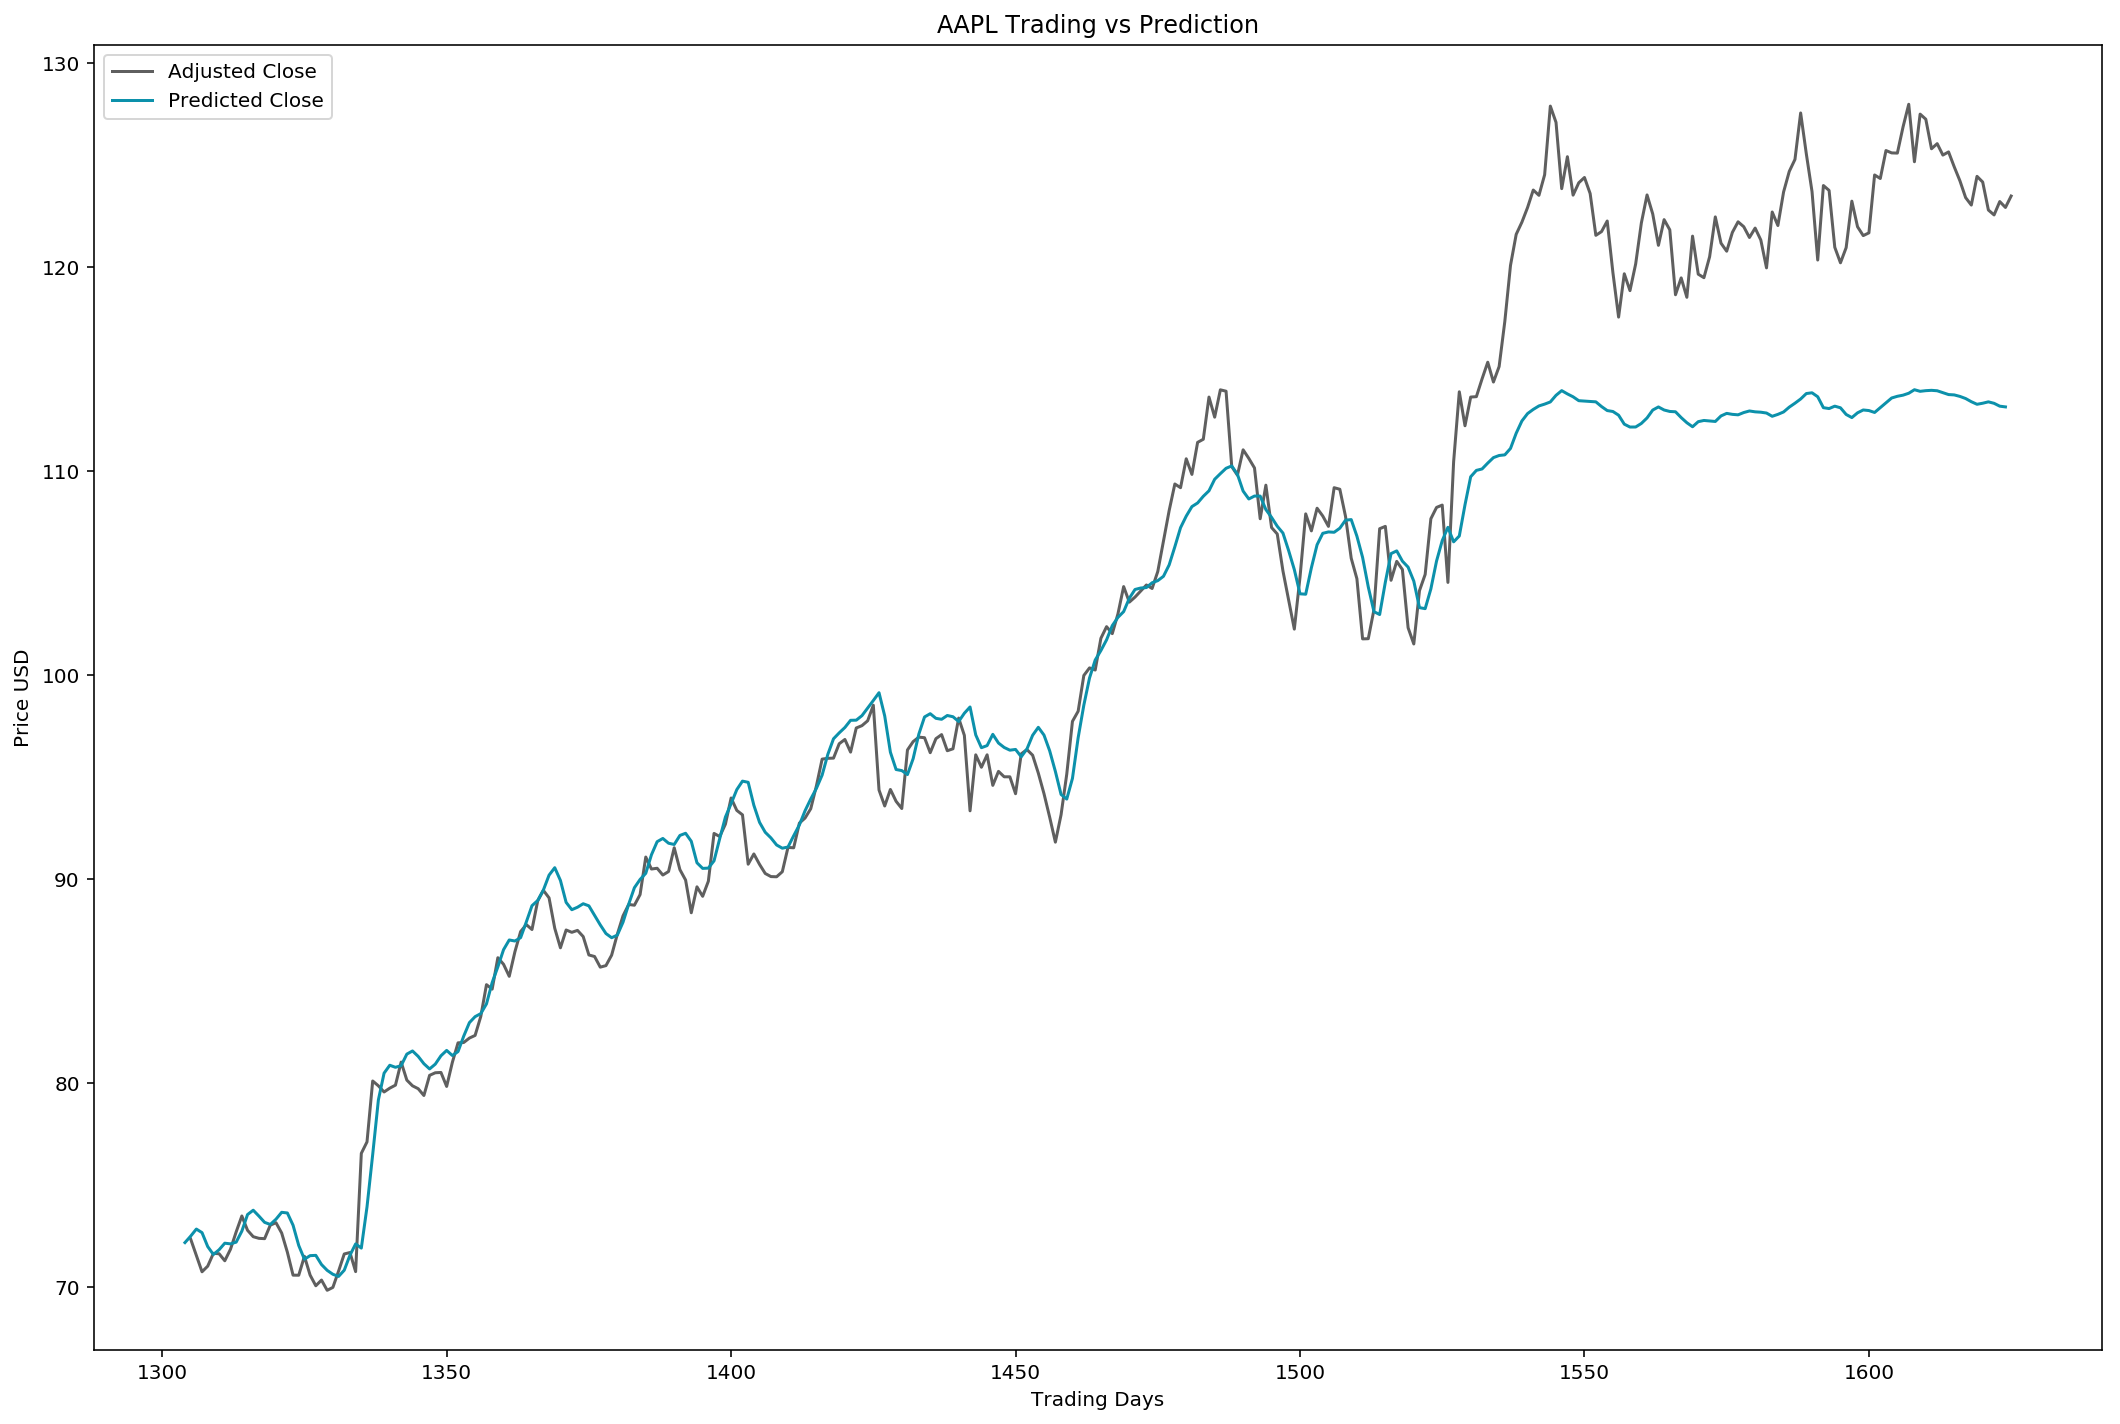 AAPL Trading vs Prediction
Adjusted Close
Predicted Close
130
120
110
100
90
80
70
Price USD
1300 1350 1400 1450 1500 1550 1600
Trading Days